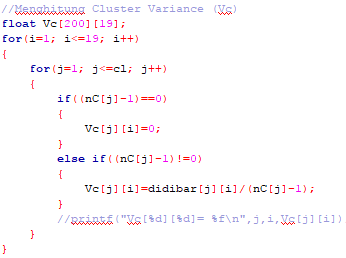 //Menghitung Cluster Variance (Vc)
float Vc[200][19];
for(i=1; i<=19; i++)
{
    for(j=1; j<=cl; j++)
    {
        if((nC[j]-1)==0)
        {
            Vc[j][i]=0;
        }
        else if((nC[j]-1)!=0)
        {
            Vc[j][i]=didibar[j][i]/(nC[j]-1);
        }
        //printf("Vc[%d][%d]= %f\n",j,i,Vc[j][i])
    }
}